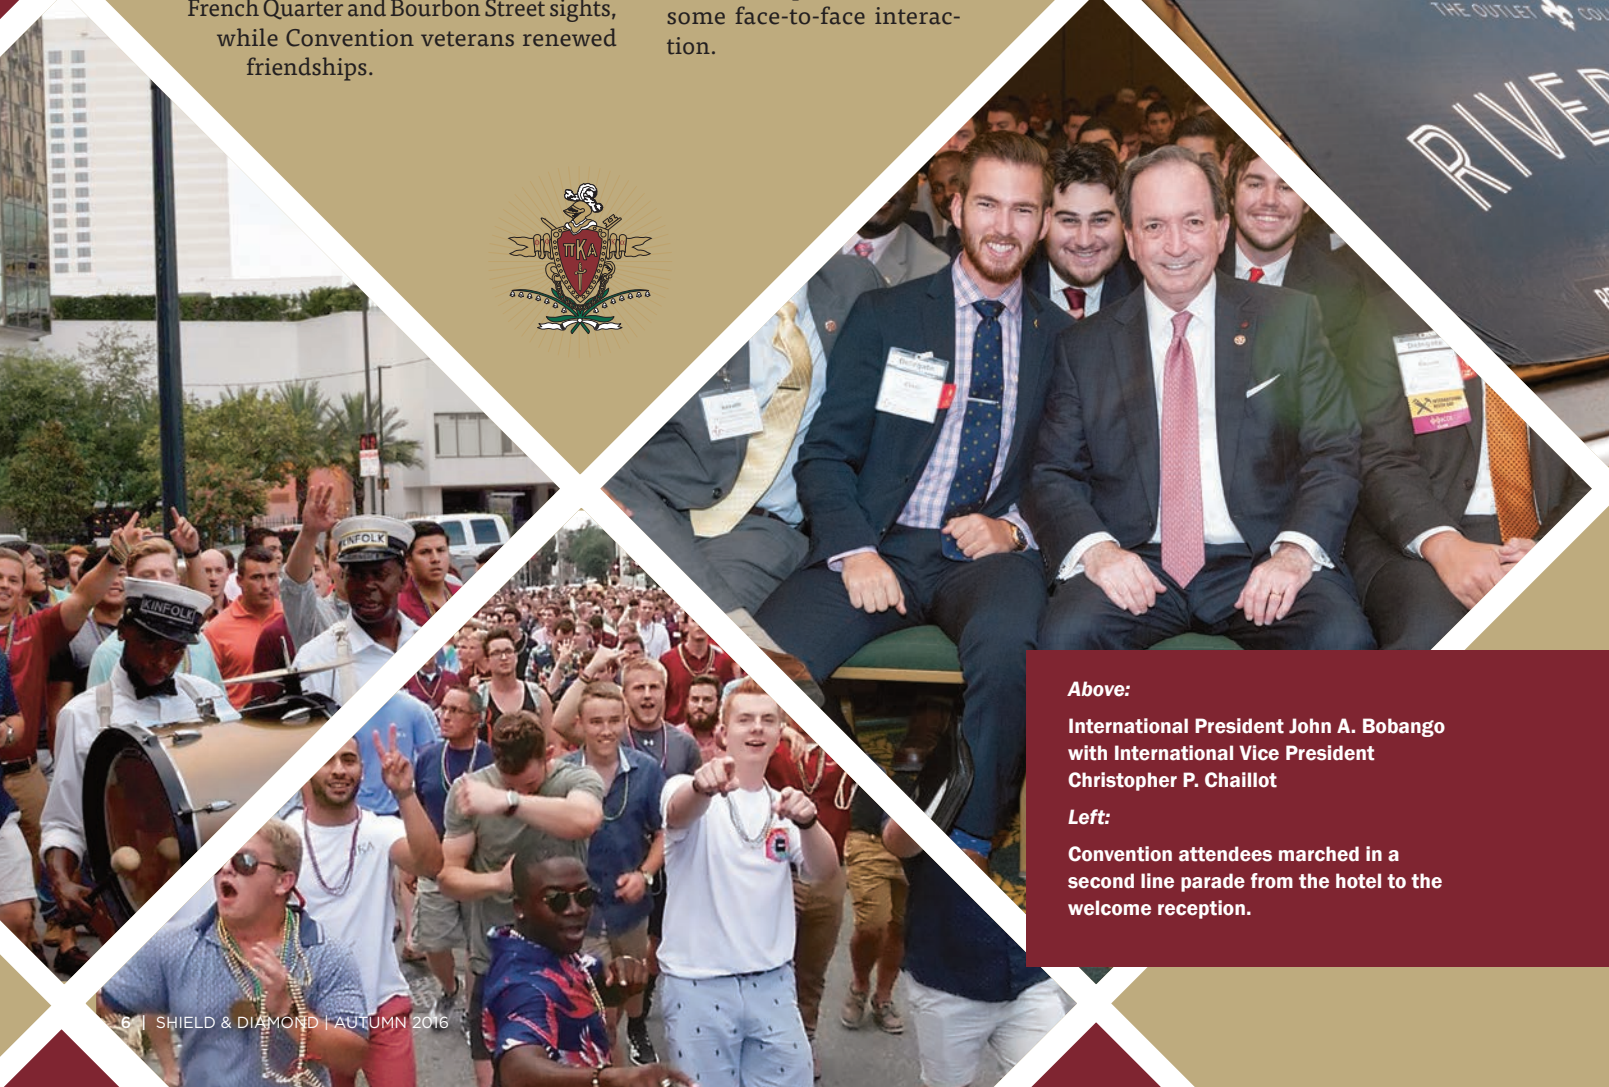 French Quarter and Bourbon Street sights,
while Convention veterans renewed
friendships.
some face-to-face interac-
tion.
THE OUTLET
ΠΚΑ
KINFOLK
KINFOLK
Above:
International President John A. Bobango
with International Vice President
Christopher P. Chaillot
Left:
Convention attendees marched in a
second line parade from the hotel to the
welcome reception.
6 | SHIELD & DIAMOND | AUTUMN 2016